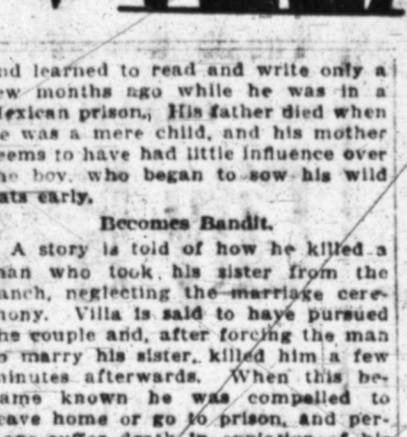 nd learned to read and write only a
ew months ago while he was in a
exican prison., His father died when
e was a mere child, and his mother
eems to have had little influence over
he boy, who began to sow his wild
ats early.
Becomes Bandit.
A story is told of how he killed a
man who took his sister from the
anch, neglecting the marriage cere-
mony. Villa is said to have pursued
he couple and, after forcing the man
o marry his sister, killed him a few
minutes afterwards. When this be-
ame known he was compelled to
eave home or go to prison, and per-
death in